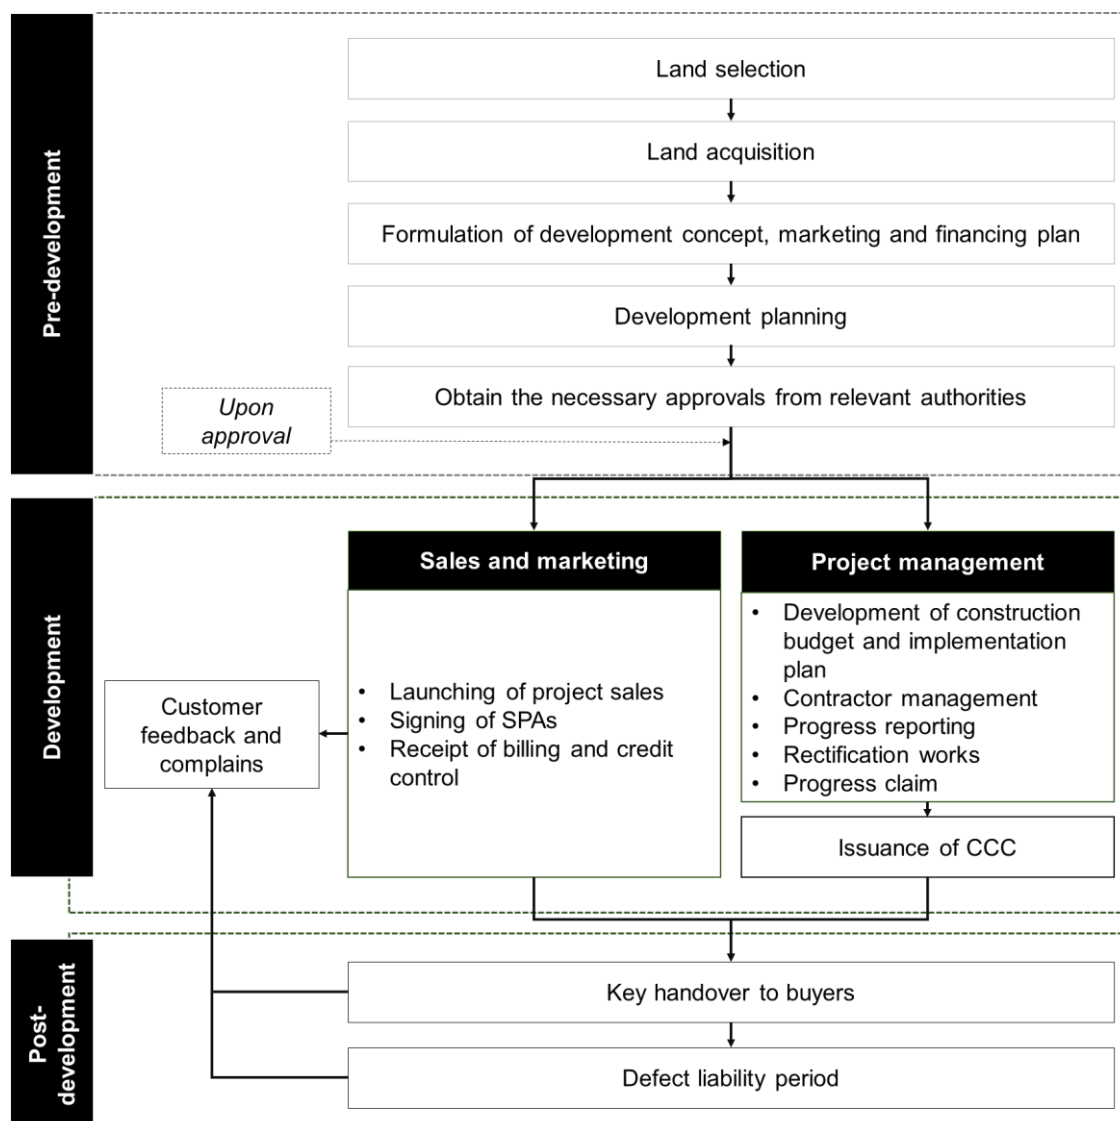 Pre-development
Land selection
Land acquisition
Formulation of development concept, marketing and financing plan
Development planning
Obtain the necessary approvals from relevant authorities
Upon
approval
Development
Sales and marketing
• Launching of project sales
• Signing of SPAs
• Receipt of billing and credit
control
Project management
• Development of construction
budget and implementation
plan
• Contractor management
• Progress reporting
• Rectification works
• Progress claim
Customer
feedback and
complains
Issuance of CCC
Post-
development
Key handover to buyers
Defect liability period